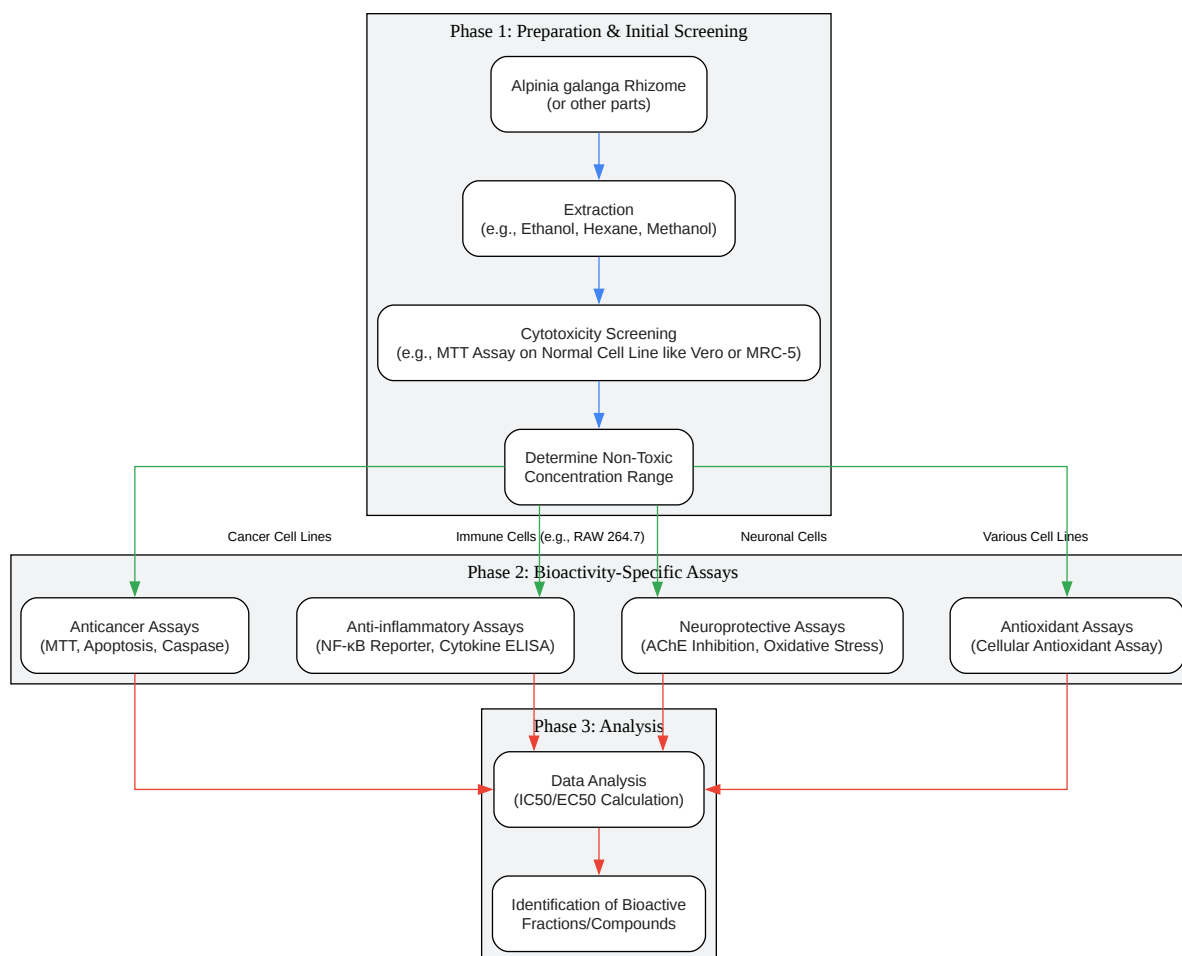 Phase 1: Preparation & Initial Screening
Alpinia galanga Rhizome
(or other parts)
Extraction
(e.g., Ethanol, Hexane, Methanol)
Cytotoxicity Screening
(e.g., MTT Assay on Normal Cell Line like Vero or MRC-5)
Determine Non-Toxic
Concentration Range
Cancer Cell Lines
Immune Cells (e.g., RAW 264.7)
Neuronal Cells
Various Cell Lines
Phase 2: Bioactivity-Specific Assays
Anticancer Assays
(MTT, Apoptosis, Caspase)
Anti-inflammatory Assays
(NF-κB Reporter, Cytokine ELISA)
Neuroprotective Assays
(AChE Inhibition, Oxidative Stress)
Antioxidant Assays
(Cellular Antioxidant Assay)
Phase 3: Analysis
Data Analysis
(IC50/EC50 Calculation)
Identification of Bioactive
Fractions/Compounds